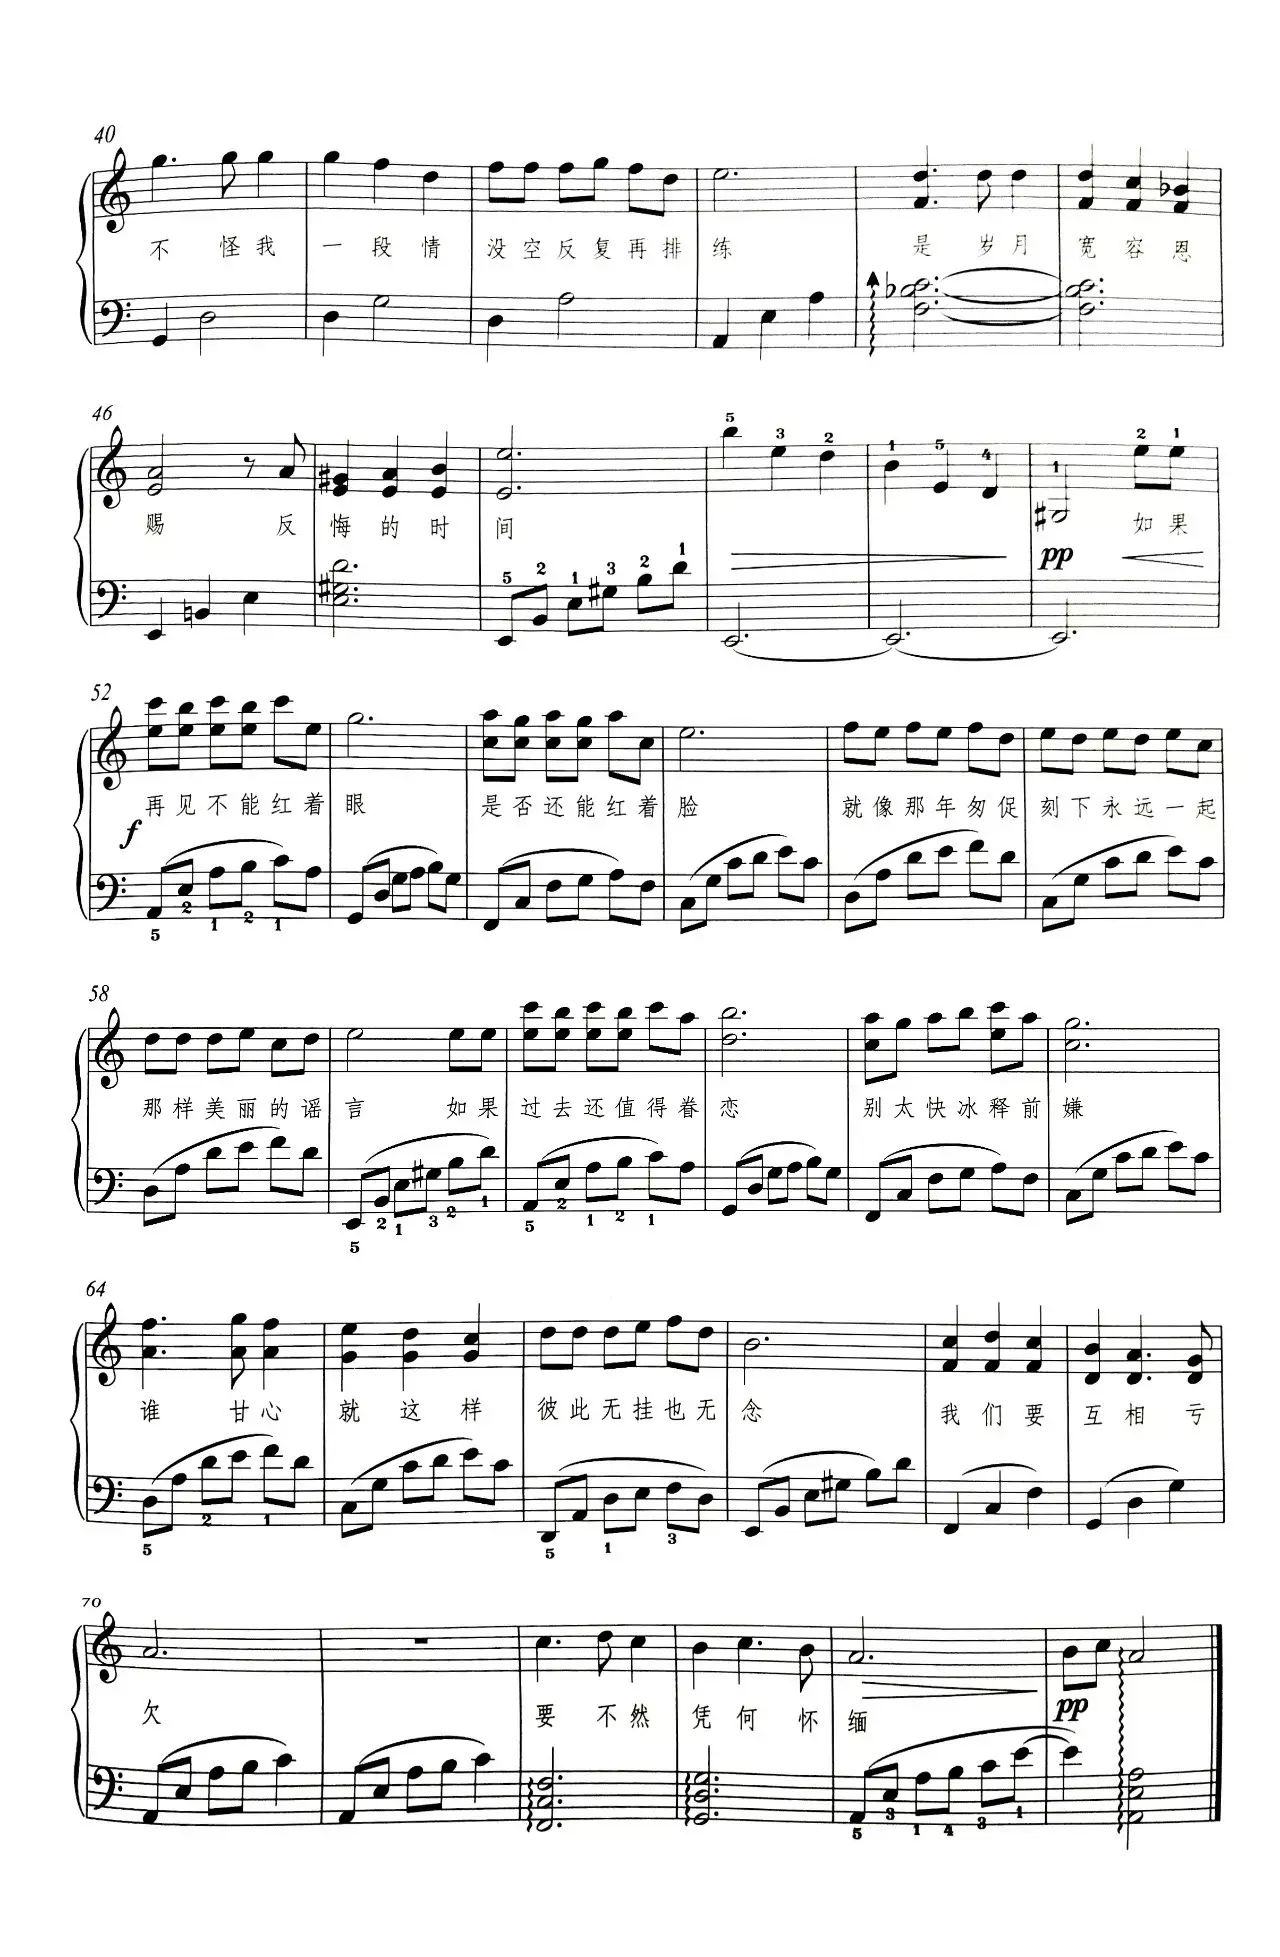 40
不 怪 我 一 段 情 没 空 反 复 再 排 练 是 岁 月 宽 容 恩
46
5 3 2 1 5 4 1 2 1
赐 反 悔 的 时 间 如 果
pp
5 2 1 3 2 1
52
再 见 不 能 红 着 眼 是 否 还 能 红 着 脸 就 像 那 年 匆 促 刻 下 永 远 一 起
f
5 2 1 2 1
58
那 样 美 丽 的 谣 言 如 果 过 去 还 值 得 眷 恋 别 太 快 冰 释 前 嫌
5 2 1 3 2 1 5 2 1 2 1
64
谁 甘 心 就 这 样 彼 此 无 挂 也 无 念 我 们 要 互 相 亏
5 2 1 5 1 3
70
欠 要 不 然 凭 何 怀 缅
pp
5 3 1 4 3 1